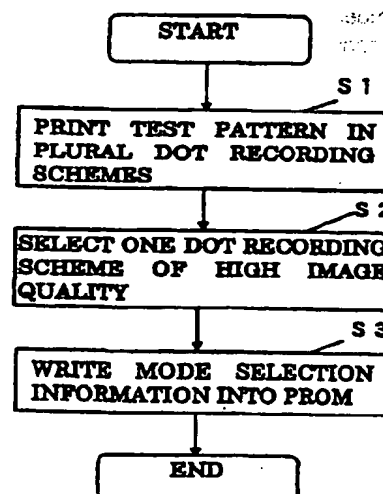 START
S 1
PRINT TEST PATTERN IN
PLURAL DOT RECORDING
SCHEMES
S 2
SELECT ONE DOT RECORDING
SCHEME OF HIGH IMAGE
QUALITY
S 3
WRITE MODE SELECTION
INFORMATION INTO PROM
END